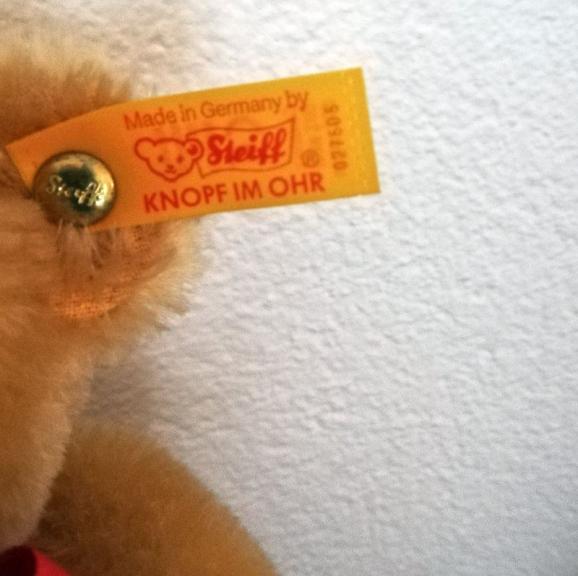 Made in Germany by
Steiff ®
KNOPF IM OHR
027505
Steiff